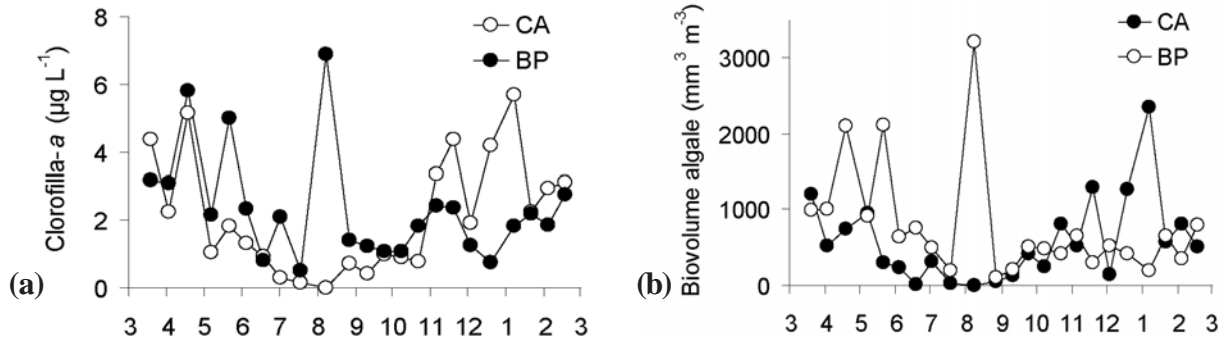 8
6
4
2
0
Clorofilla-a (µg L⁻¹)
CA
BP
(a)
3 4 5 6 7 8 9 10 11 12 1 2 3
3000
2000
1000
0
Biovolume algale (mm³ m⁻³)
CA
BP
(b)
3 4 5 6 7 8 9 10 11 12 1 2 3